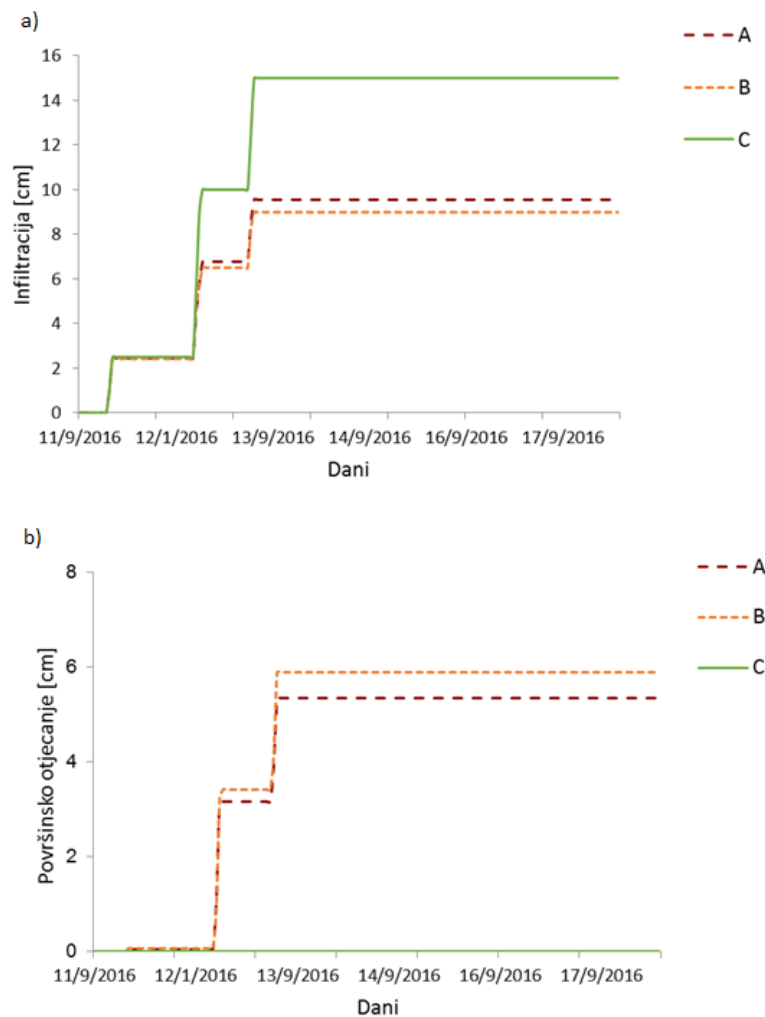 a)
16
14
12
10
8
6
4
2
0
Infiltracija [cm]
11/9/2016 12/1/2016 13/9/2016 14/9/2016 16/9/2016 17/9/2016
Dani
A
B
C
b)
8
6
4
2
0
Površinsko otjecanje [cm]
11/9/2016 12/1/2016 13/9/2016 14/9/2016 16/9/2016 17/9/2016
Dani
A
B
C